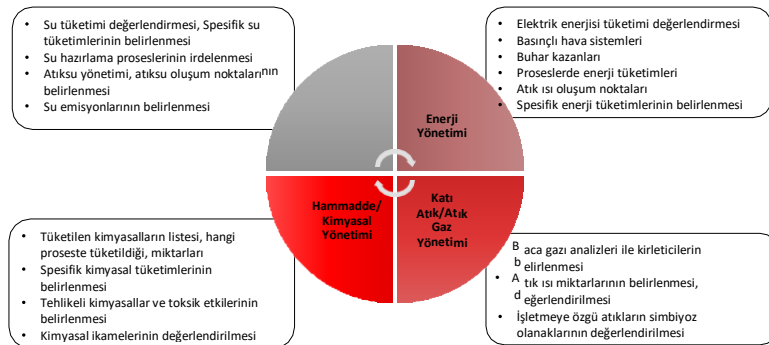 • Su tüketimi değerlendirmesi, Spesifik su
tüketimlerinin belirlenmesi
• Su hazırlama proseslerinin irdelenmesi
• Atıksu yönetimi, atıksu oluşum noktalarının
belirlenmesi
• Su emisyonlarının belirlenmesi
• Elektrik enerjisi tüketimi değerlendirmesi
• Basınçlı hava sistemleri
• Buhar kazanları
• Proseslerde enerji tüketimleri
• Atık ısı oluşum noktaları
• Spesifik enerji tüketimlerinin belirlenmesi
Enerji
Yönetimi
Hammadde/
Kimyasal
Yönetimi
Katı
Atık/Atık
Gaz
Yönetimi
• Tüketilen kimyasalların listesi, hangi
proseste tüketildiği, miktarları
• Spesifik kimyasal tüketimlerinin
belirlenmesi
• Tehlikeli kimyasallar ve toksik etkilerinin
belirlenmesi
• Kimyasal ikamelerinin değerlendirilmesi
Baca gazı analizleri ile kirleticilerin
belirlenmesi
• Atık ısı miktarlarının belirlenmesi,
değerlendirilmesi
• İşletmeye özgü atıkların simbiyoz
olanaklarının değerlendirilmesi